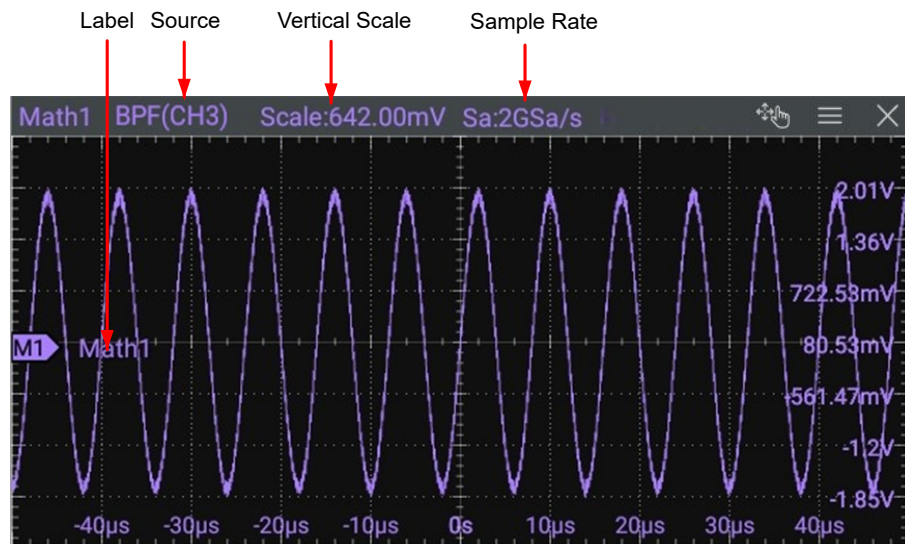 Label Source Vertical Scale Sample Rate
Math1 BPF(CH3) Scale:642.00mV Sa:2GSa/s
2.01V
1.36V
722.53mV
M1 Math1 80.53mV
-561.47mV
-1.2V
-1.85V
-40µs -30µs -20µs -10µs 0s 10µs 20µs 30µs 40µs